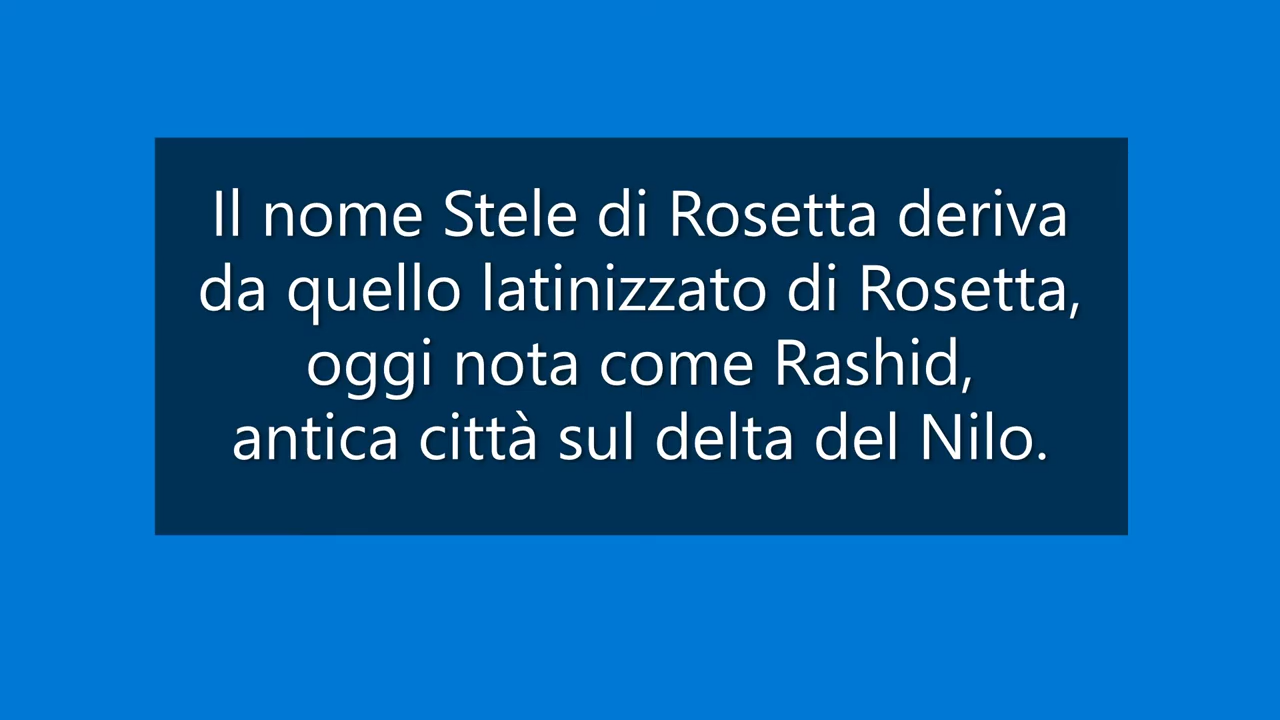 Il nome Stele di Rosetta deriva
da quello latinizzato di Rosetta,
oggi nota come Rashid,
antica città sul delta del Nilo.